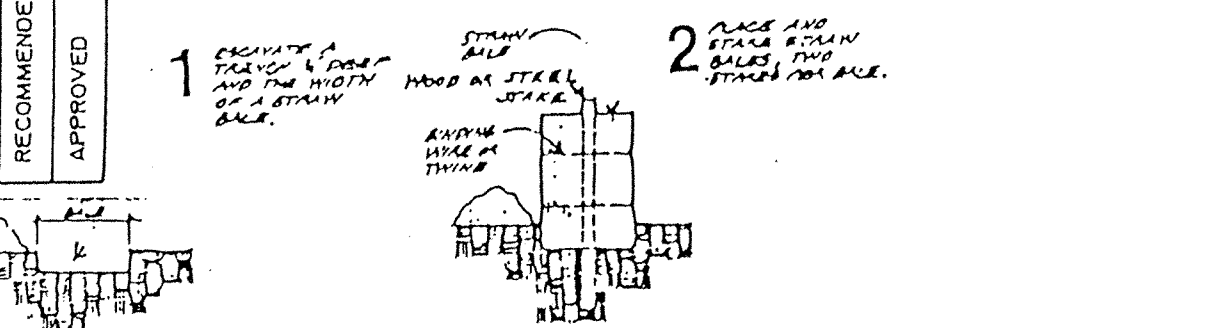 RECOMMENDE
APPROVED
1
EXCAVATE A
TRENCH 4" DEEP
AND THE WIDTH
OF A STRAW
BALE.
STRAW
BALE
WOOD OR STEEL
STAKE
BINDING
WIRE OR
TWINE
2
PLACE AND
STAKE STRAW
BALES, TWO
STAKES PER BALE.